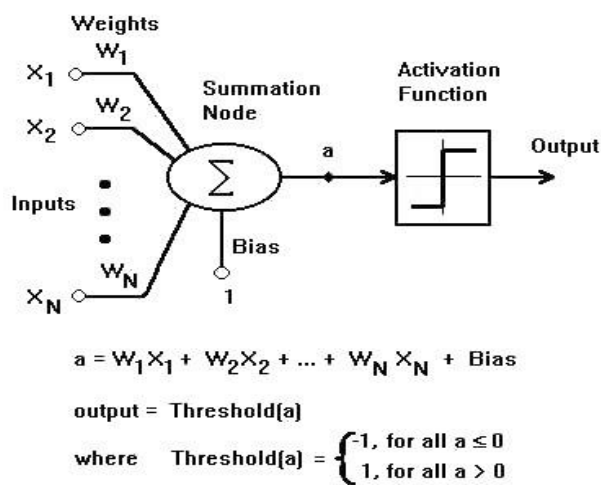 Weights
W1
X1
Summation
Node
Activation
Function
W2
X2
a
Output
Σ
Inputs
Bias
WN
1
XN
a = W1X1 + W2X2 + ... + WN XN + Bias
output = Threshold(a)
where Threshold(a) = { -1, for all a ≤ 0
1, for all a > 0